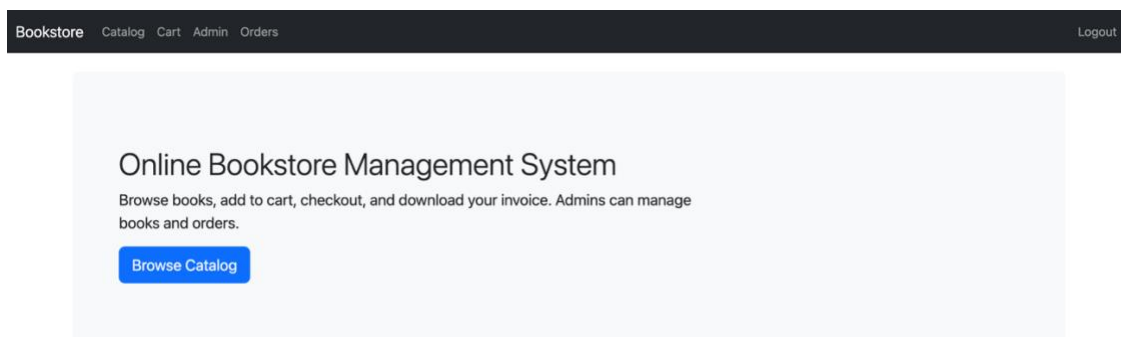 Bookstore Catalog Cart Admin Orders Logout
Online Bookstore Management System
Browse books, add to cart, checkout, and download your invoice. Admins can manage
books and orders.
Browse Catalog